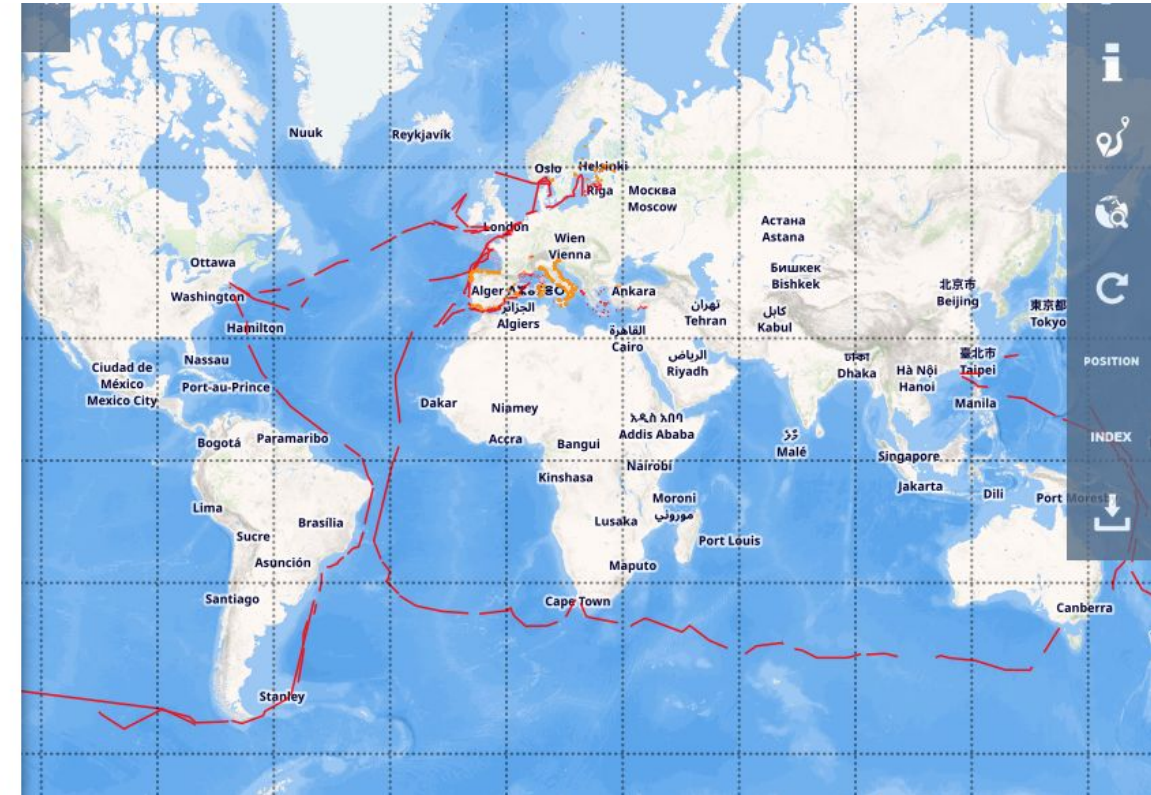 Nuuk
Reykjavík
Oslo
Helsinki
Rīga
Москва
Moscow
London
Wien
Vienna
Астана
Astana
Ottawa
Бишкек
Bishkek
北京市
Beijing
Washington
Alger
الجزائر
Algiers
Ankara
تهران
Tehran
کابل
Kabul
東京都
Tokyo
Hamilton
القاهرة
Cairo
الرياض
Riyadh
ঢাকা
Dhaka
臺北市
Taipei
Hà Nội
Hanoi
Nassau
Ciudad de
México
Mexico City
Port-au-Prince
Manila
Dakar
Niamey
Accra
አዲስ አበባ
Addis Ababa
Bogotá
Paramaribo
Bangui
Malé
Singapore
Nairobi
Kinshasa
Jakarta
Dili
Port Moresby
Moroni
موروني
Lima
Brasília
Lusaka
Sucre
Port Louis
Asunción
Maputo
Santiago
Cape Town
Canberra
Stanley
POSITION
INDEX